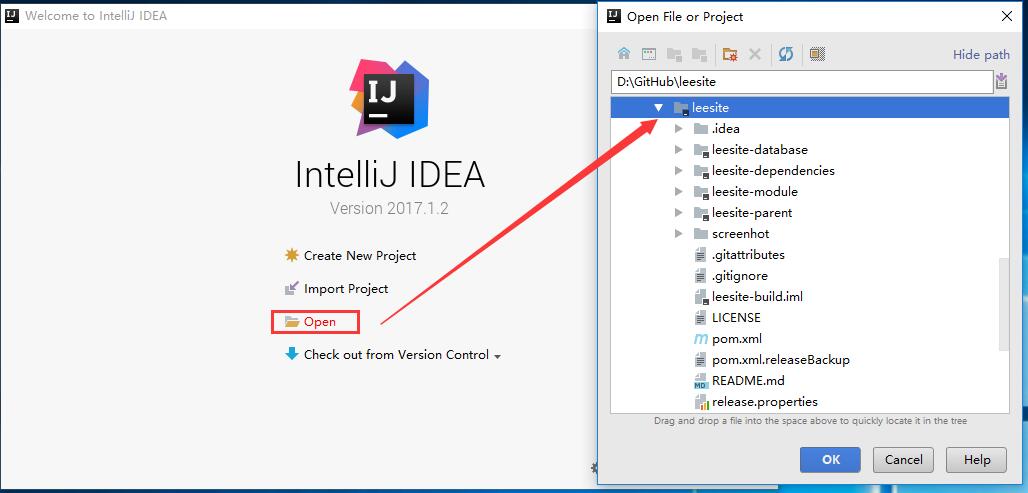 Welcome to IntelliJ IDEA
IJ
IntelliJ IDEA
Version 2017.1.2
Create New Project
Import Project
Open
Check out from Version Control
Open File or Project
Hide path
D:\GitHub\leesite
leesite
.idea
leesite-database
leesite-dependencies
leesite-module
leesite-parent
screenhot
.gitattributes
.gitignore
leesite-build.iml
LICENSE
pom.xml
pom.xml.releaseBackup
README.md
release.properties
Drag and drop a file into the space above to quickly locate it in the tree
OK Cancel Help